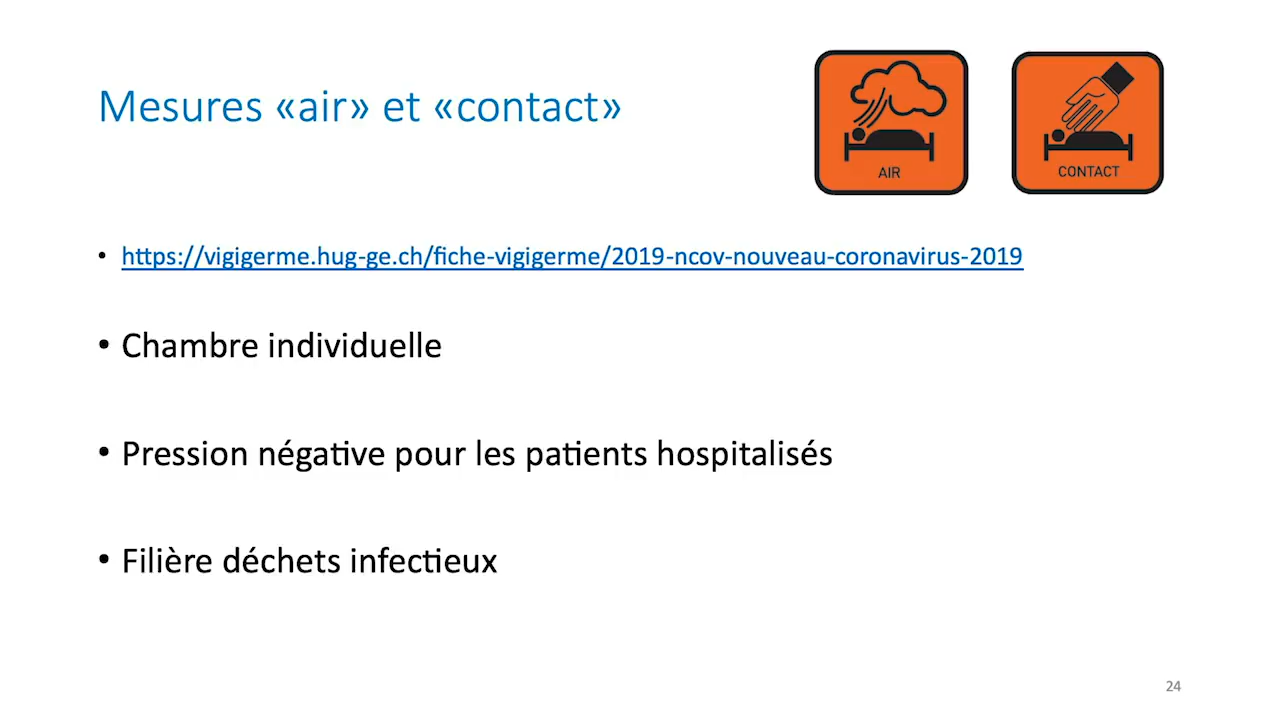 Mesures «air» et «contact»
AIR
CONTACT
• https://vigigerme.hug-ge.ch/fiche-vigigerme/2019-ncov-nouveau-coronavirus-2019
• Chambre individuelle
• Pression négative pour les patients hospitalisés
• Filière déchets infectieux
24